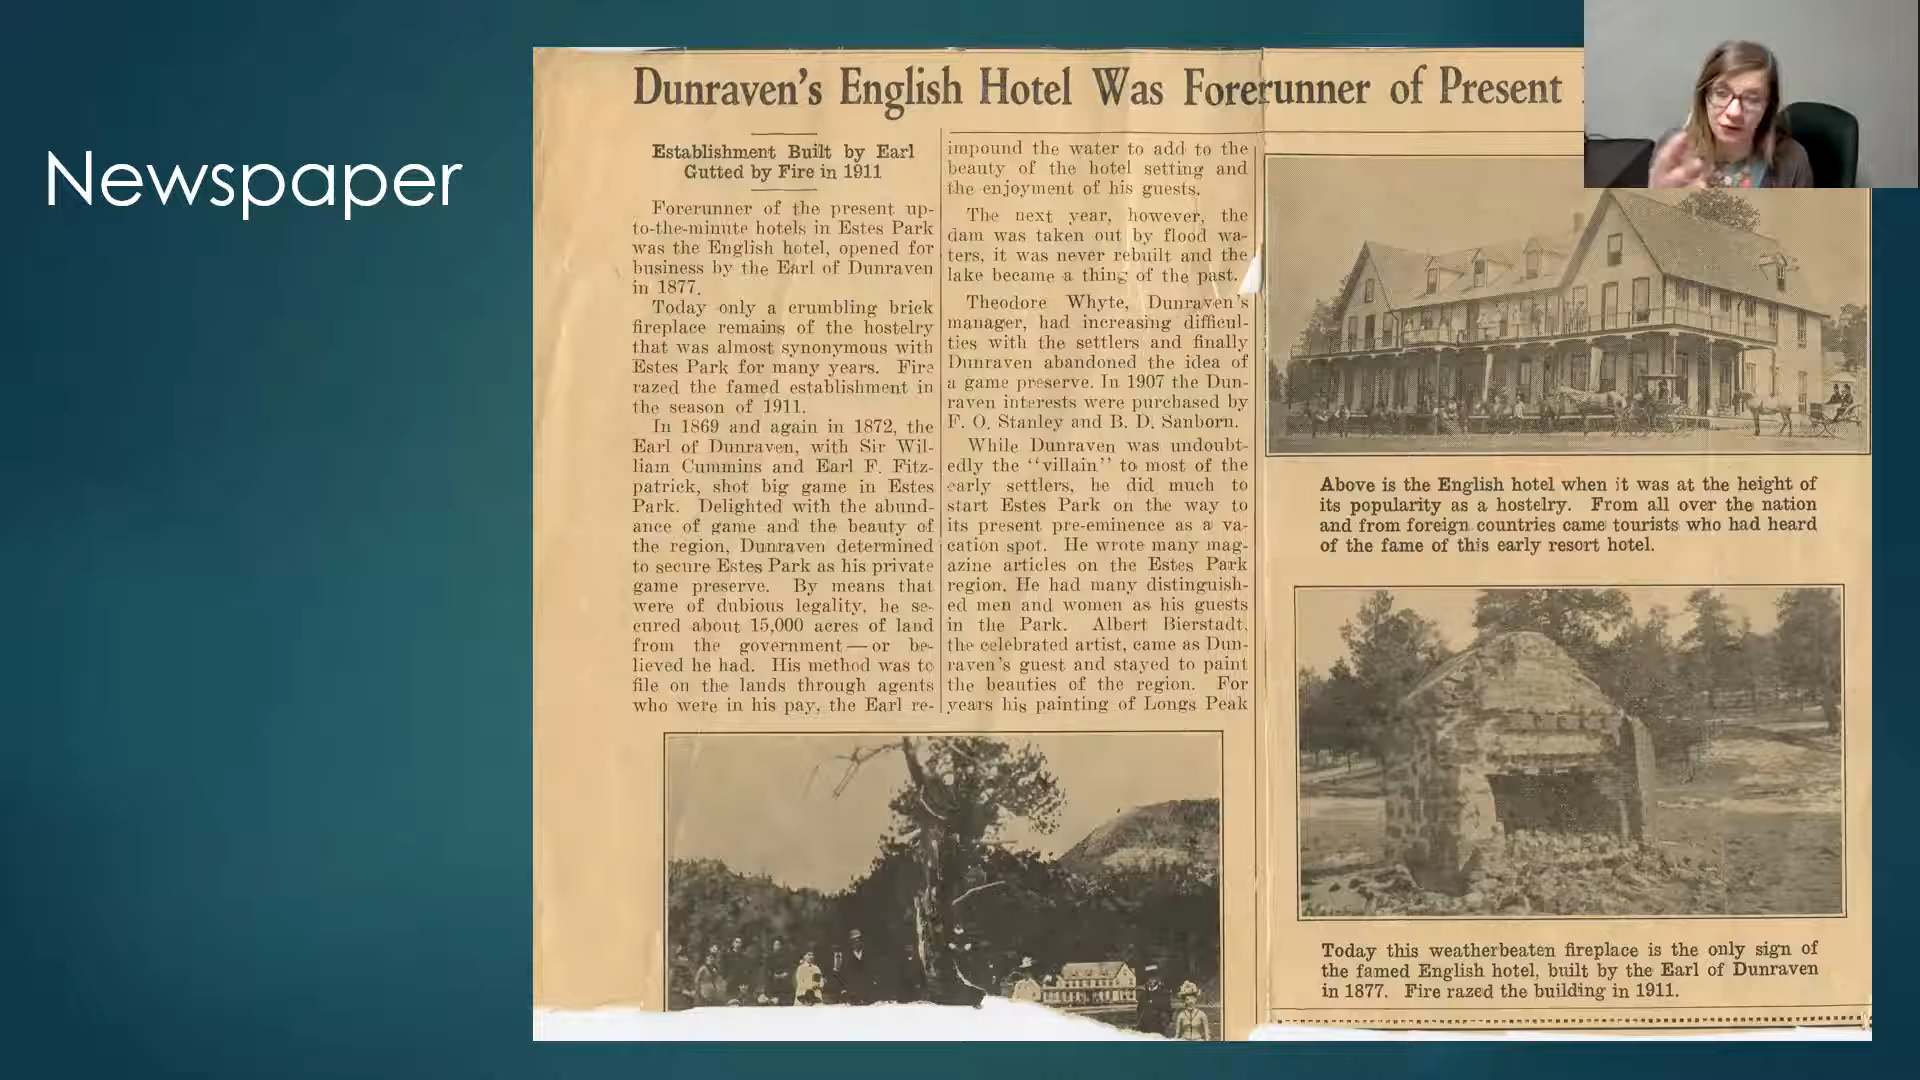 Newspaper
Dunraven's English Hotel Was Forerunner of Present
Establishment Built by Earl
Gutted by Fire in 1911
Forerunner of the present up-
to-the-minute hotels in Estes Park
was the English hotel, opened for
business by the Earl of Dunraven
in 1877.
Today only a crumbling brick
fireplace remains of the hostelry
that was almost synonymous with
Estes Park for many years. Fire
razed the famed establishment in
the season of 1911.
In 1869 and again in 1872, the
Earl of Dunraven, with Sir Wil-
liam Cummins and Earl F. Fitz-
patrick, shot big game in Estes
Park. Delighted with the abund-
ance of game and the beauty of
the region, Dunraven determined
to secure Estes Park as his private
game preserve. By means that
were of dubious legality, he se-
cured about 15,000 acres of land
from the government — or be-
lieved he had. His method was to
file on the lands through agents
who were in his pay, the Earl re-
impound the water to add to the
beauty of the hotel setting and
the enjoyment of his guests.
The next year, however, the
dam was taken out by flood wa-
ters, it was never rebuilt and the
lake became a thing of the past.
Theodore Whyte, Dunraven's
manager, had increasing difficul-
ties with the settlers and finally
Dunraven abandoned the idea of
a game preserve. In 1907 the Dun-
raven interests were purchased by
F. O. Stanley and B. D. Sanborn.
While Dunraven was undoubt-
edly the "villain" to most of the
early settlers, he did much to
start Estes Park on the way to
its present pre-eminence as a va-
cation spot. He wrote many mag-
azine articles on the Estes Park
region. He had many distinguish-
ed men and women as his guests
in the Park. Albert Bierstadt,
the celebrated artist, came as Dun-
raven's guest and stayed to paint
the beauties of the region. For
years his painting of Longs Peak
Above is the English hotel when it was at the height of
its popularity as a hostelry. From all over the nation
and from foreign countries came tourists who had heard
of the fame of this early resort hotel.
Today this weatherbeaten fireplace is the only sign of
the famed English hotel, built by the Earl of Dunraven
in 1877. Fire razed the building in 1911.